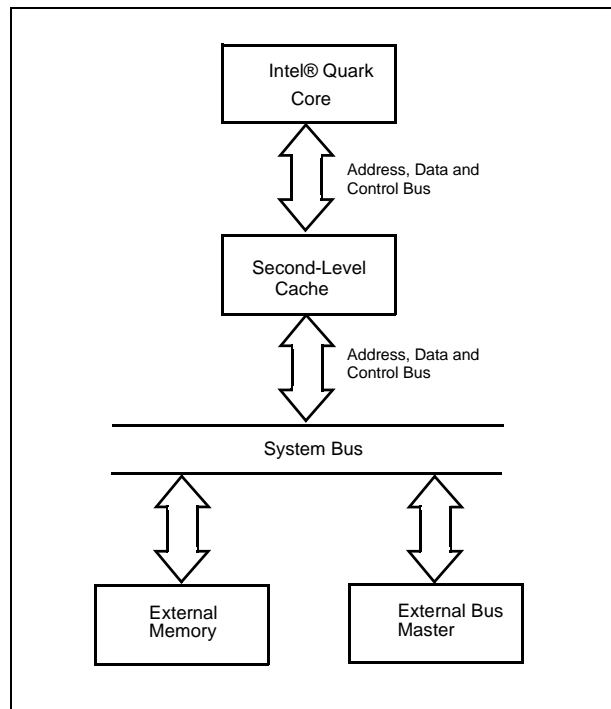 Intel® Quark
Core
Address, Data and
Control Bus
Second-Level
Cache
Address, Data and
Control Bus
System Bus
External
Memory
External Bus
Master